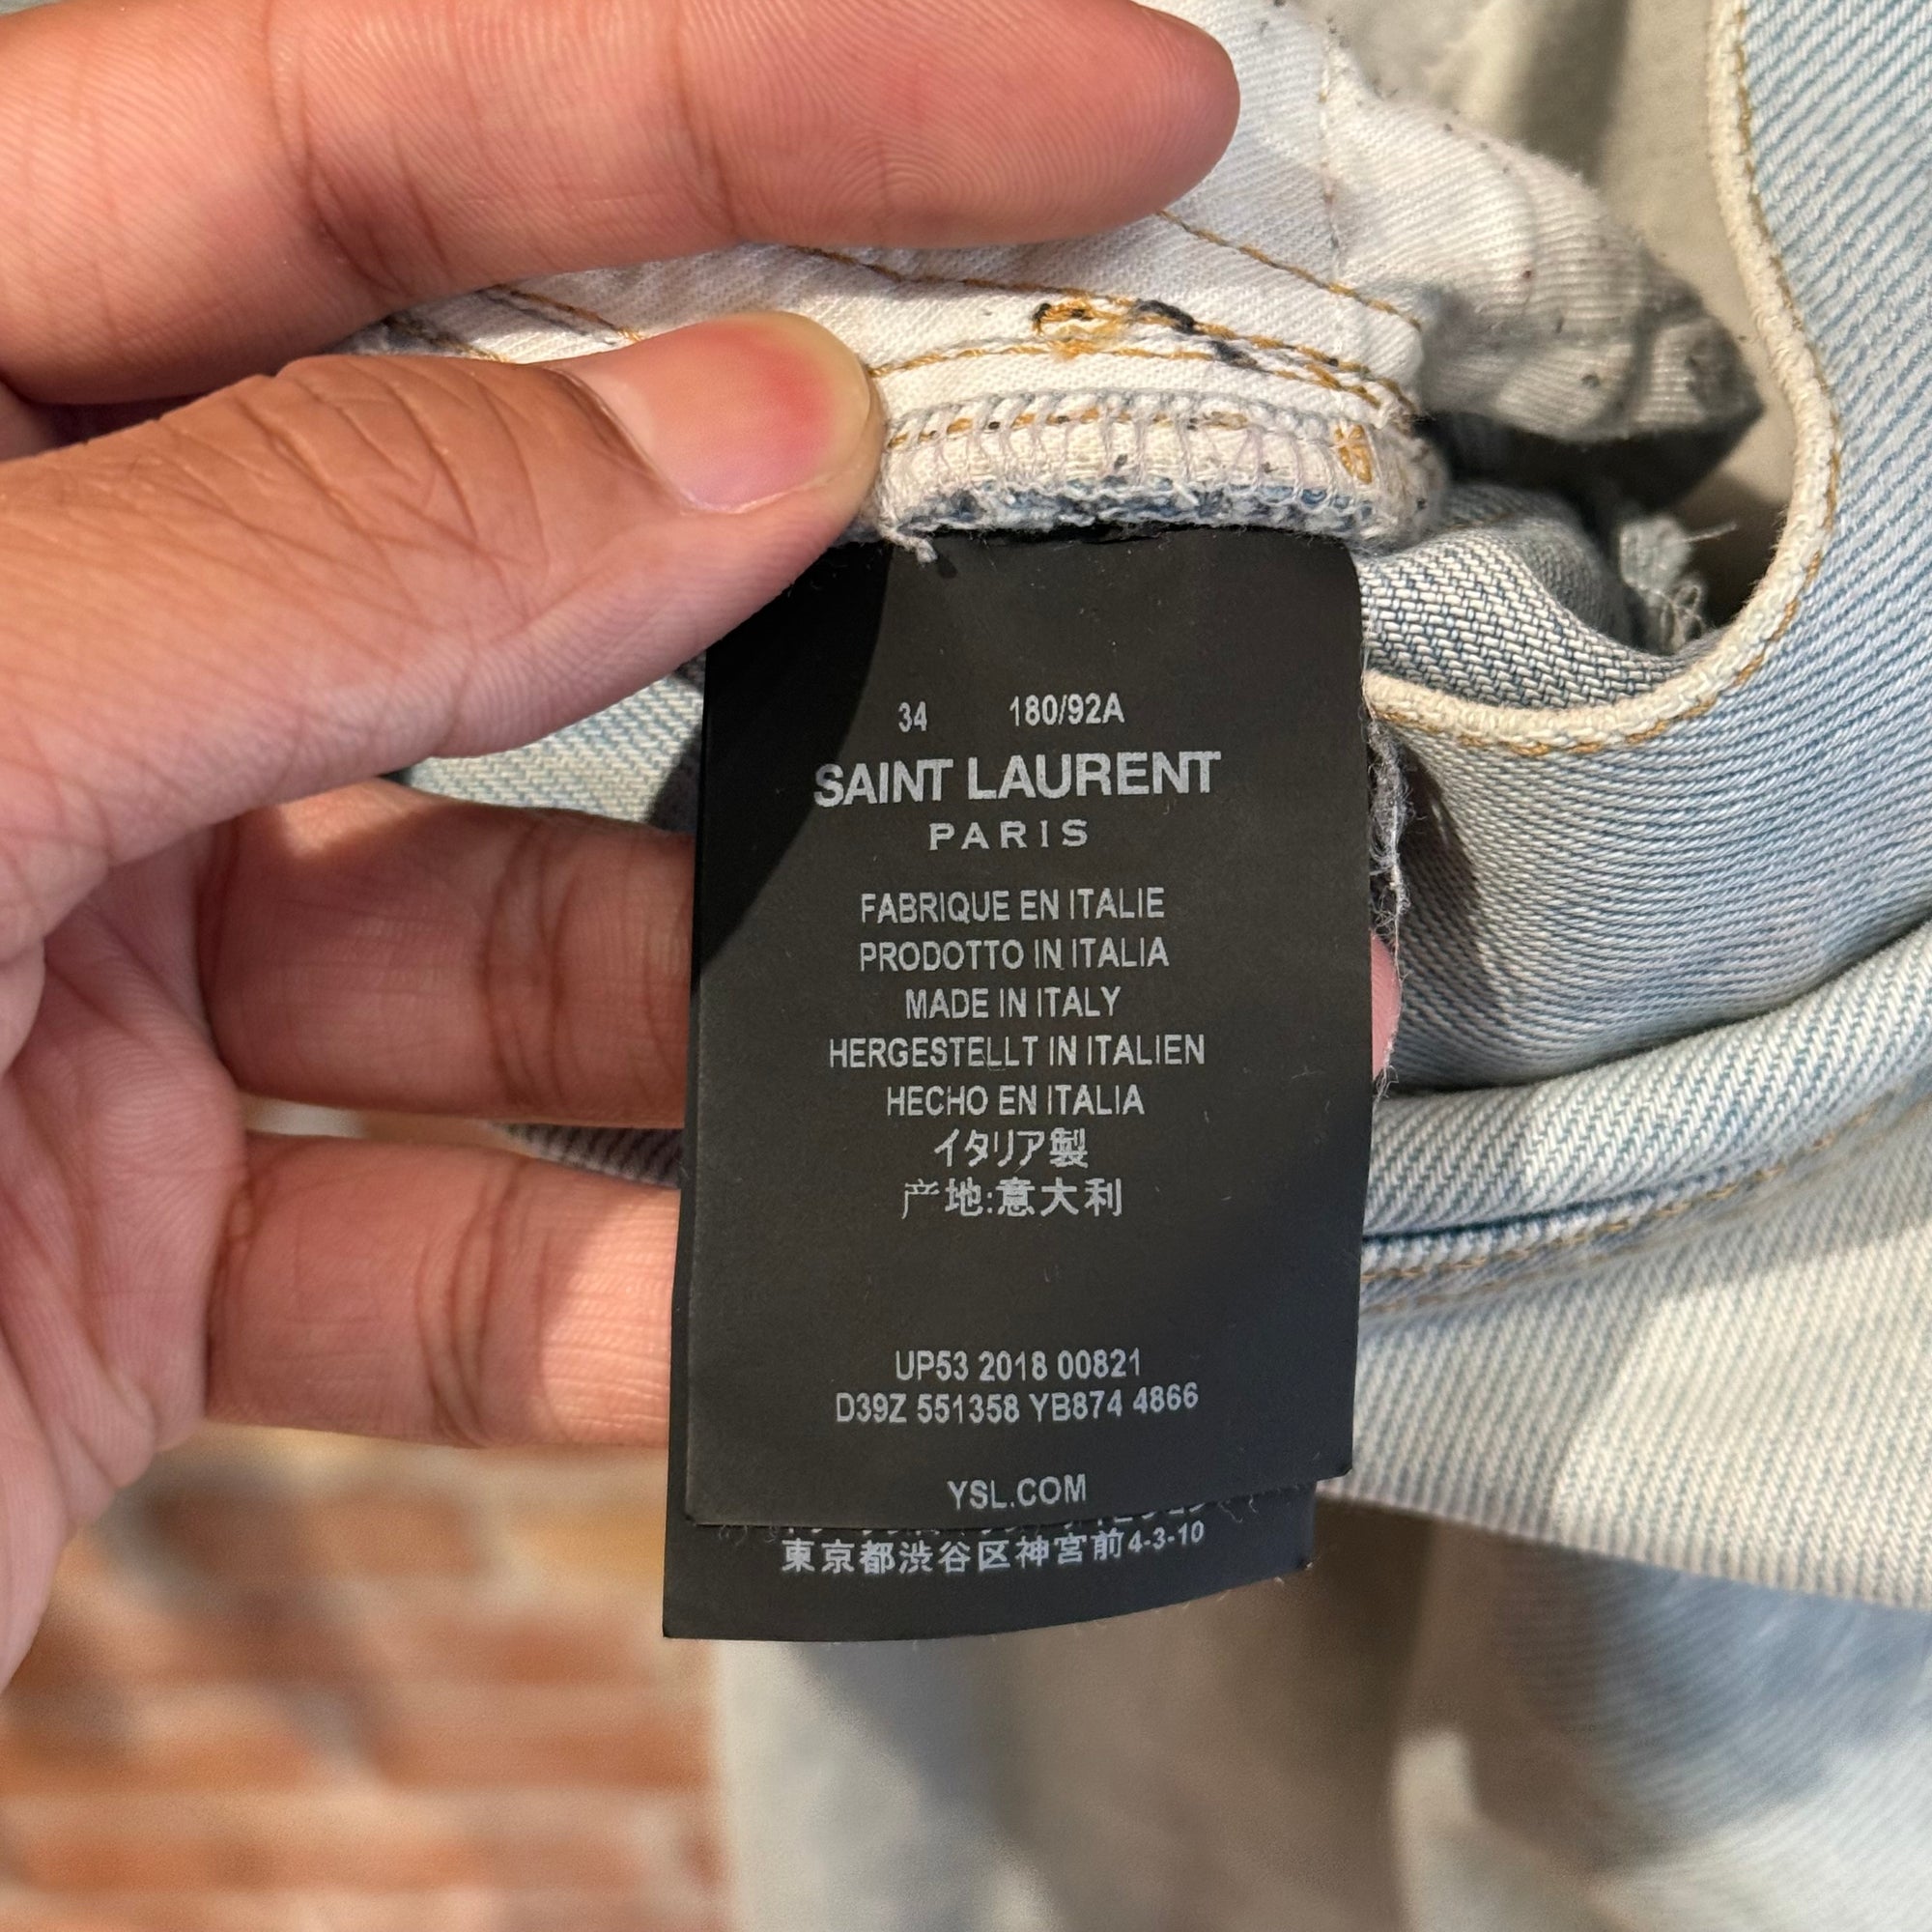 34 180/92A
SAINT LAURENT
PARIS
FABRIQUE EN ITALIE
PRODOTTO IN ITALIA
MADE IN ITALY
HERGESTELLT IN ITALIEN
HECHO EN ITALIA
イタリア製
产地:意大利
UP53 2018 00821
D39Z 551358 YB874 4866
YSL.COM
東京都渋谷区神宮前4-3-10